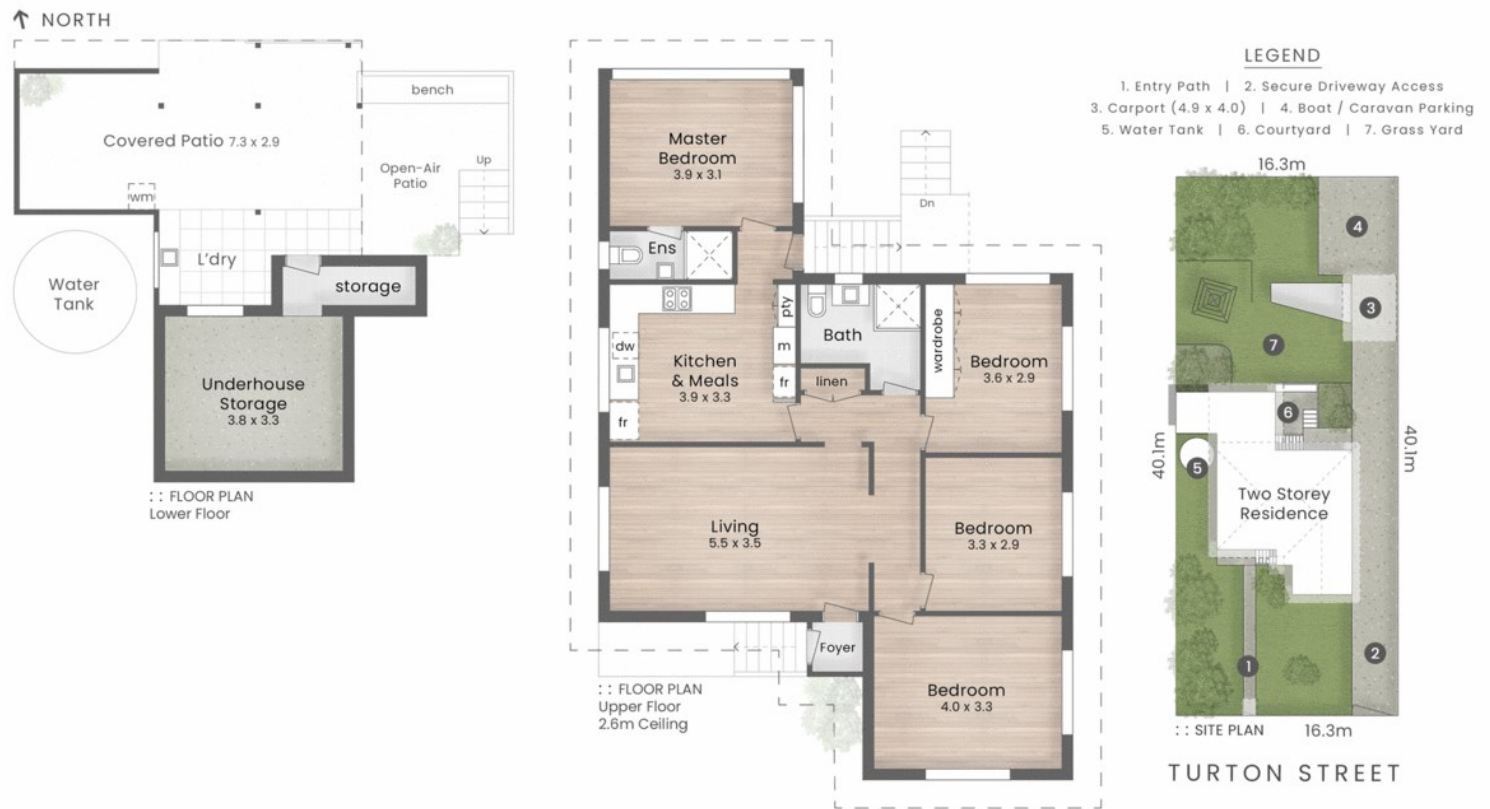 NORTH
bench
Covered Patio 7.3 x 2.9
Up
Open-Air
Patio
wm
L'dry
storage
Water
Tank
Underhouse
Storage
3.8 x 3.3
:: FLOOR PLAN
Lower Floor
Master
Bedroom
3.9 x 3.1
Dn
Ens
pty
Bath
wardrobe
dw
m
Kitchen
& Meals
3.9 x 3.3
Bedroom
3.6 x 2.9
linen
fr
fr
Living
5.5 x 3.5
Bedroom
3.3 x 2.9
Foyer
Bedroom
4.0 x 3.3
:: FLOOR PLAN
Upper Floor
2.6m Ceiling
LEGEND
1. Entry Path | 2. Secure Driveway Access
3. Carport (4.9 x 4.0) | 4. Boat / Caravan Parking
5. Water Tank | 6. Courtyard | 7. Grass Yard
16.3m
4
3
7
6
40.1m
40.1m
5
Two Storey
Residence
2
1
:: SITE PLAN
16.3m
TURTON STREET